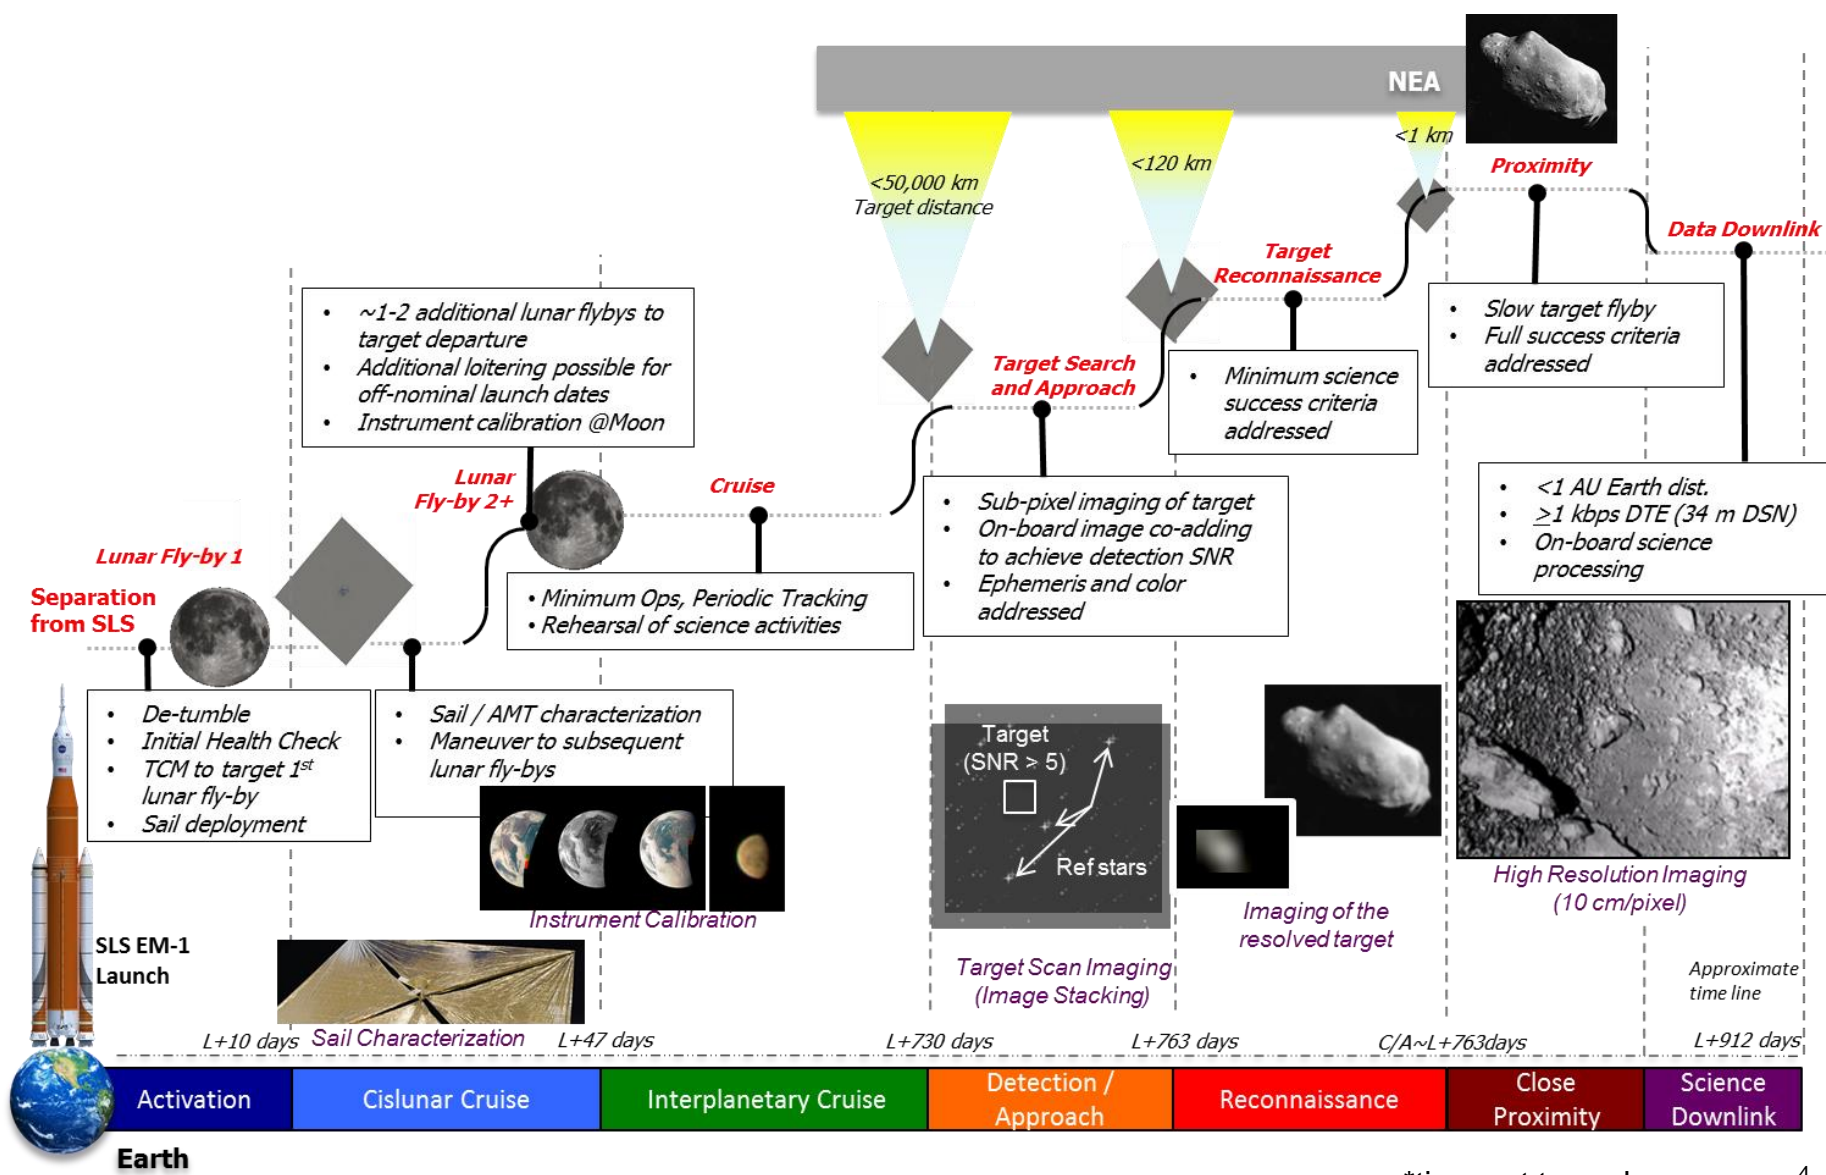 NEA
<50,000 km
Target distance
<120 km
<1 km
Proximity
Data Downlink
Target
Reconnaissance
Target Search
and Approach
Lunar
Fly-by 2+
Cruise
Lunar Fly-by 1
Separation
from SLS
• ~1-2 additional lunar flybys to
target departure
• Additional loitering possible for
off-nominal launch dates
• Instrument calibration @Moon
• Slow target flyby
• Full success criteria
addressed
• Minimum science
success criteria
addressed
• Sub-pixel imaging of target
• On-board image co-adding
to achieve detection SNR
• Ephemeris and color
addressed
• <1 AU Earth dist.
• >1 kbps DTE (34 m DSN)
• On-board science
processing
• Minimum Ops, Periodic Tracking
• Rehearsal of science activities
• De-tumble
• Initial Health Check
• TCM to target 1st
lunar fly-by
• Sail deployment
• Sail / AMT characterization
• Maneuver to subsequent
lunar fly-bys
Target
(SNR > 5)
Ref stars
Instrument Calibration
High Resolution Imaging
(10 cm/pixel)
Imaging of the
resolved target
Target Scan Imaging
(Image Stacking)
SLS EM-1
Launch
Sail Characterization
Approximate
time line
L+10 days
L+47 days
L+730 days
L+763 days
C/A~L+763days
L+912 days
Activation
Cislunar Cruise
Interplanetary Cruise
Detection /
Approach
Reconnaissance
Close
Proximity
Science
Downlink
Earth
4